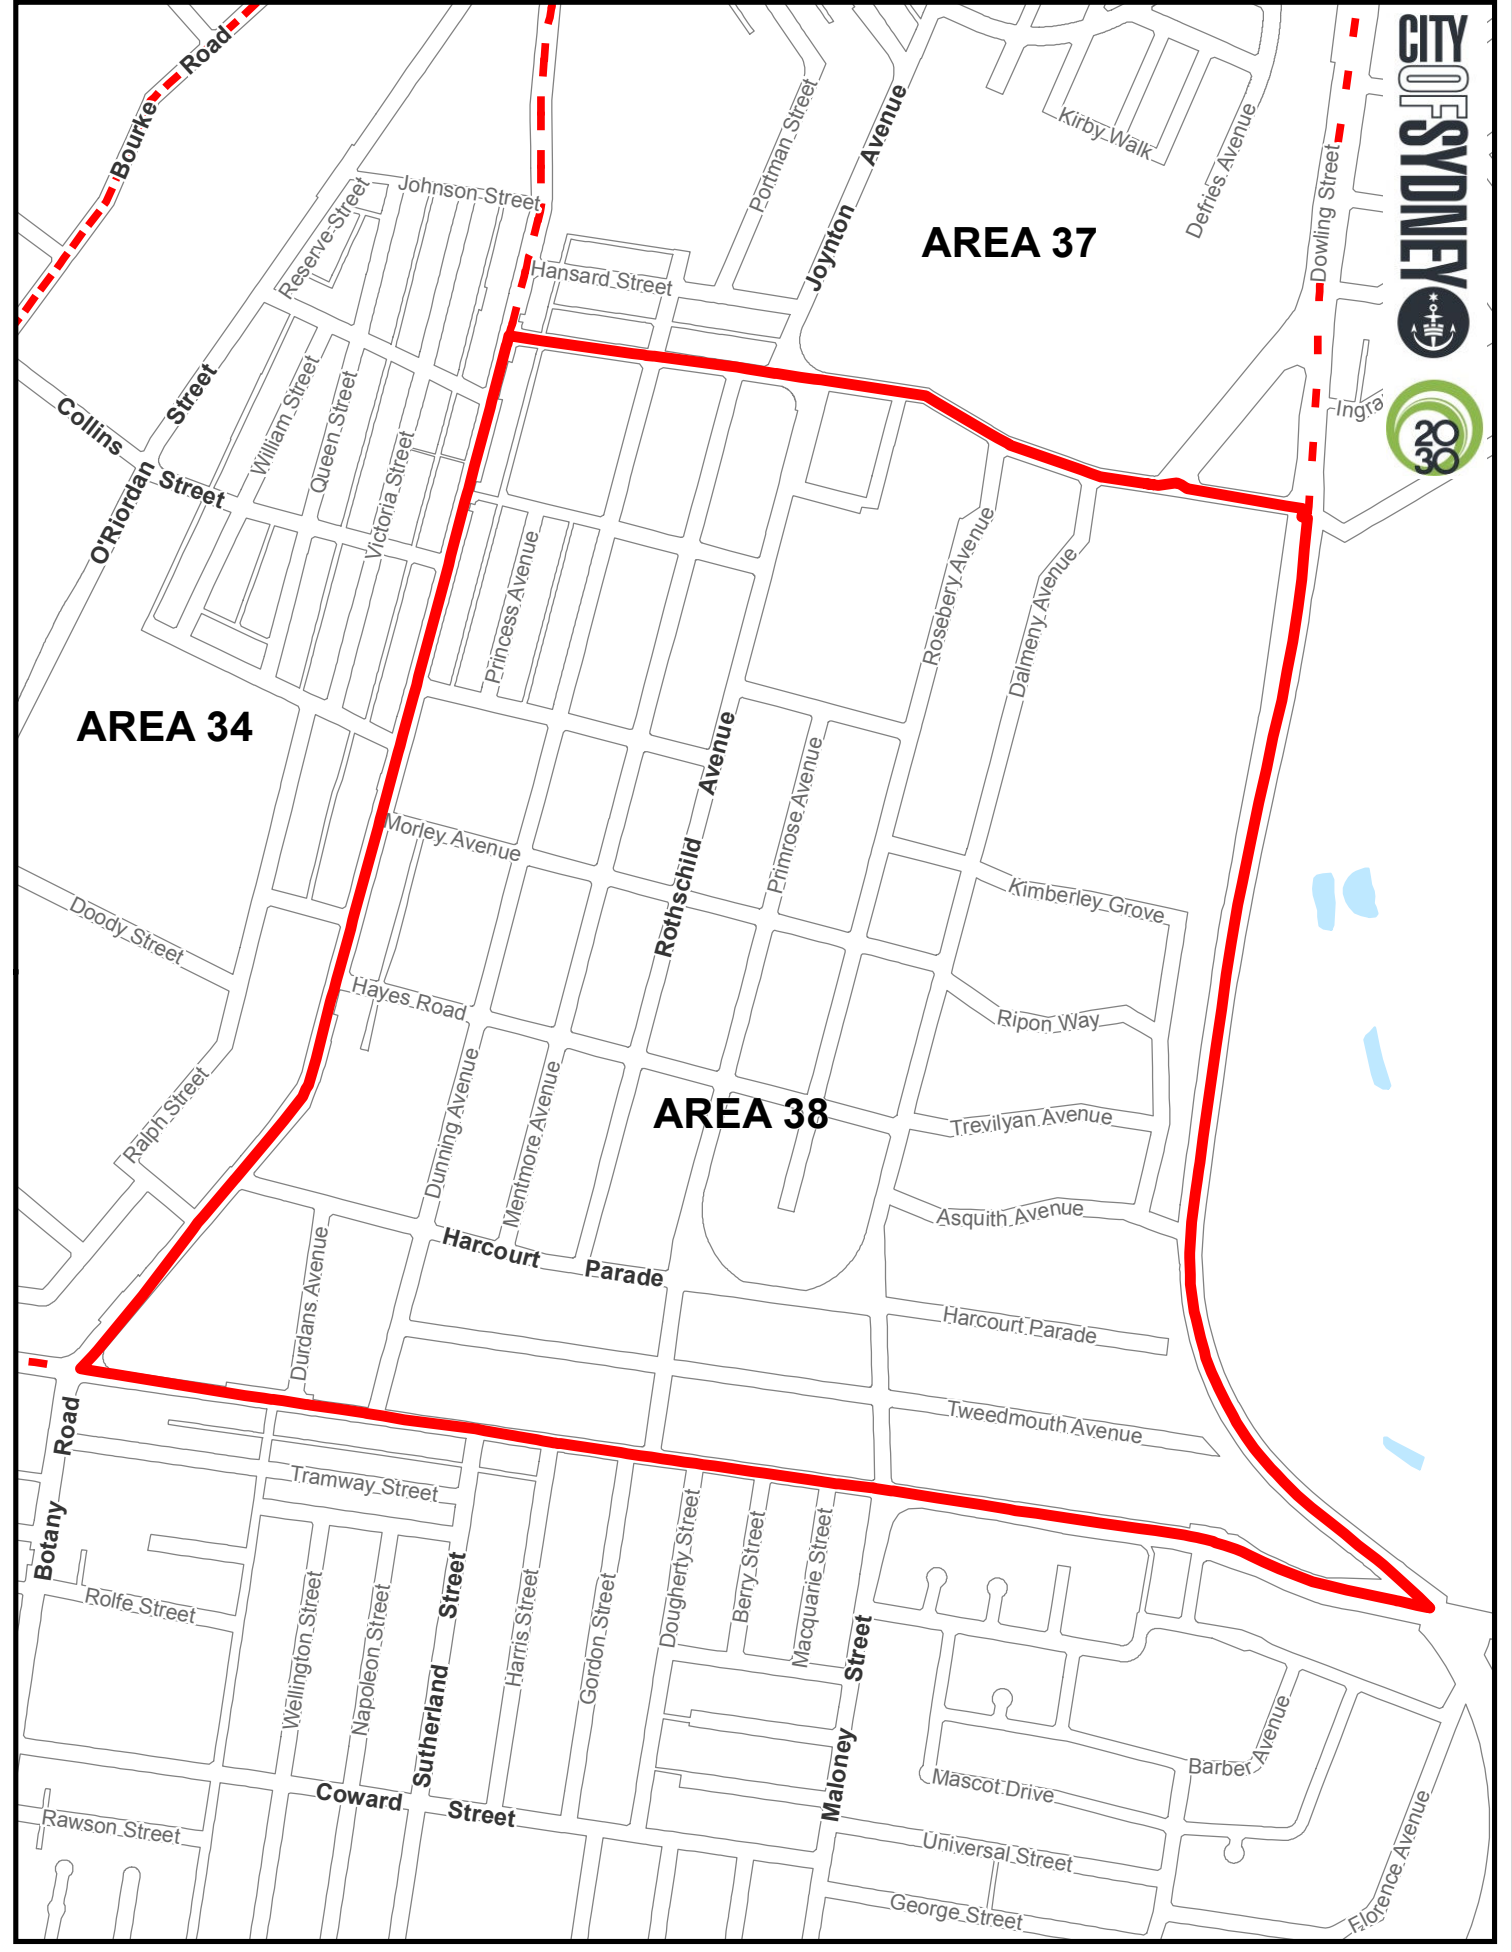 CITY OF SYDNEY
20
30
Bourke Road
Johnson Street
Reserve Street
Portman Street
Joynton Avenue
Kirby Walk
Defries Avenue
Dowling Street
AREA 37
Hansard Street
Ingra
Collins Street
O'Riordan Street
William Street
Queen Street
Victoria Street
Princess Avenue
Rosebery Avenue
Dalmeny Avenue
AREA 34
Rothschild Avenue
Primrose Avenue
Morley Avenue
Kimberley Grove
Doody Street
Hayes Road
Ripon Way
Ralph Street
Dunning Avenue
Mentmore Avenue
AREA 38
Trevilyan Avenue
Asquith Avenue
Harcourt Parade
Durdans Avenue
Harcourt Parade
Tweedmouth Avenue
Botany Road
Tramway Street
Rolfe Street
Wellington Street
Napoleon Street
Sutherland Street
Harris Street
Gordon Street
Dougherty Street
Berry Street
Macquarie Street
Maloney Street
Barber Avenue
Mascot Drive
Coward Street
Rawson Street
Universal Street
George Street
Florence Avenue